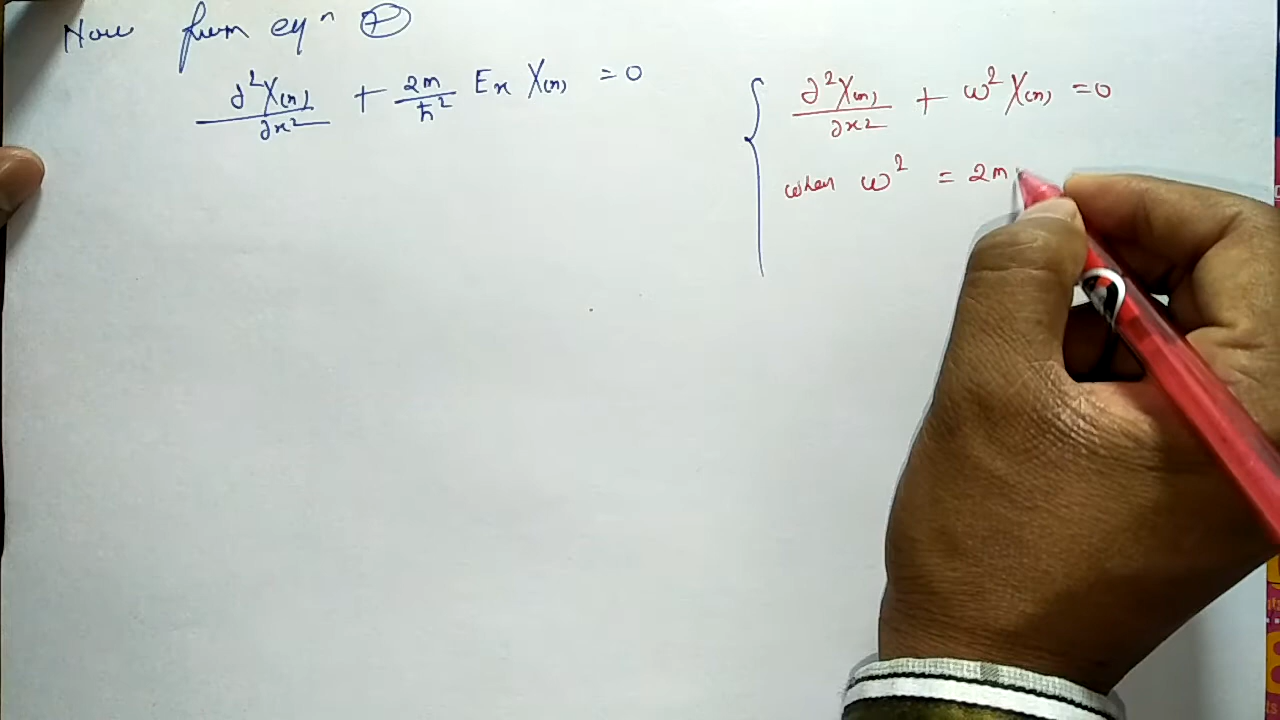 Now from eqⁿ ⑦
∂²X(x)/∂x² + 2m/ħ² Ex X(x) = 0
∂²X(x)/∂x² + ω² X(x) = 0
when ω² = 2m